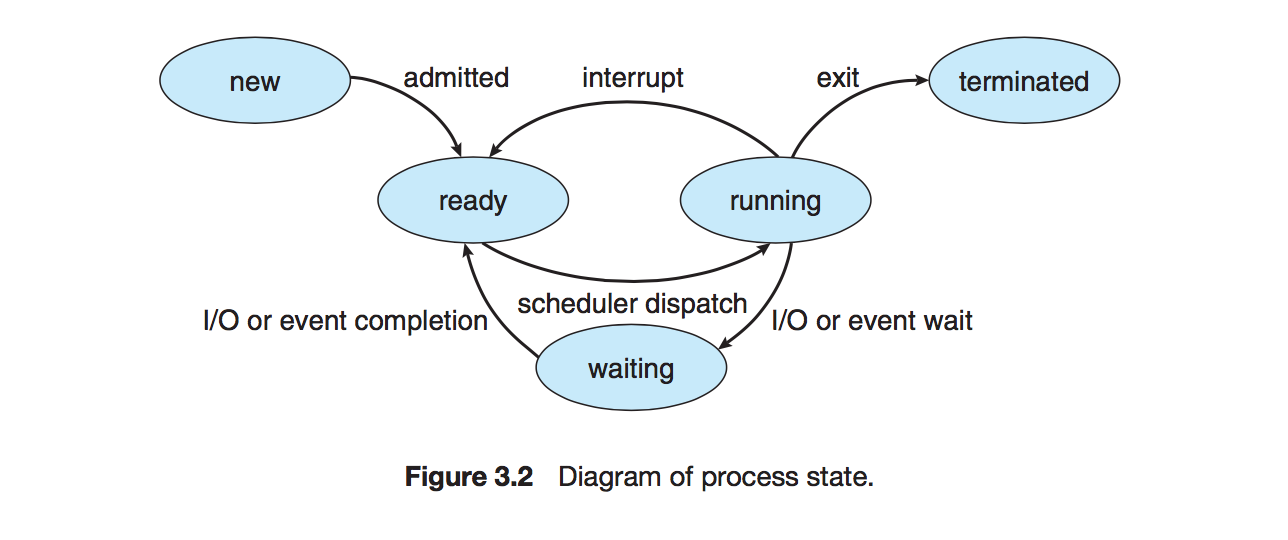 new
admitted
interrupt
exit
terminated
ready
running
scheduler dispatch
I/O or event completion
I/O or event wait
waiting
Figure 3.2 Diagram of process state.